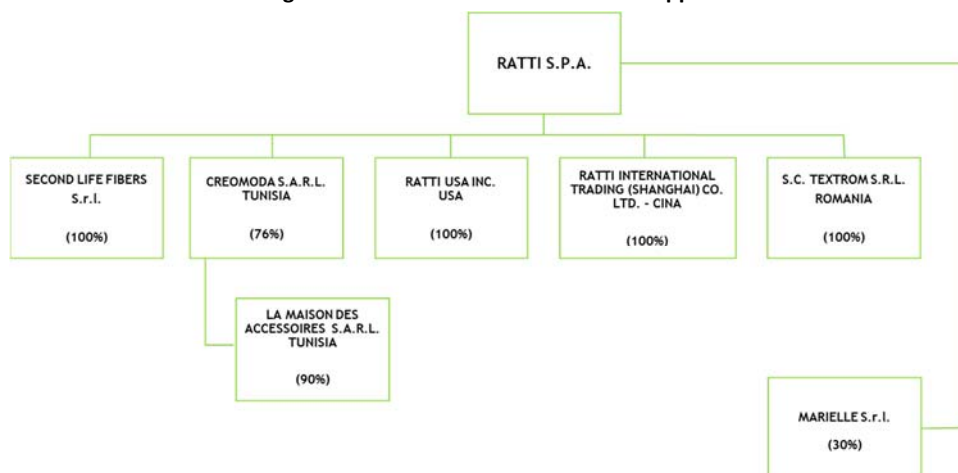 RATTI S.P.A.
SECOND LIFE FIBERS
S.r.l.
(100%)
CREOMODA S.A.R.L.
TUNISIA
(76%)
RATTI USA INC.
USA
(100%)
RATTI INTERNATIONAL
TRADING (SHANGHAI) CO.
LTD. - CINA
(100%)
S.C. TEXTROM S.R.L.
ROMANIA
(100%)
LA MAISON DES
ACCESSOIRES S.A.R.L.
TUNISIA
(90%)
MARIELLE S.r.l.
(30%)